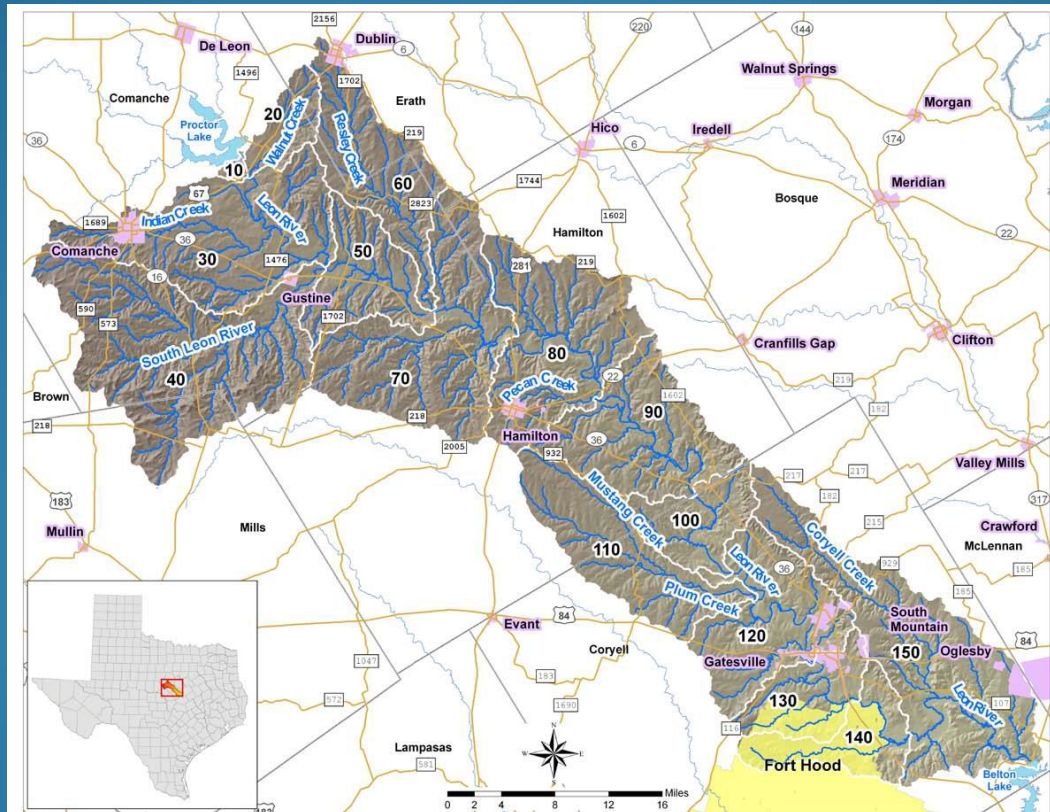 2156
220
144
De Leon
Dublin
6
Walnut Springs
1496
1702
Comanche
Erath
Morgan
20
Proctor
Lake
Walnut Creek
Resley Creek
219
Hico
Iredell
6
174
36
10
60
1744
Meridian
67
Bosque
2823
1689
Indian Creek
Leon
River
1602
Hamilton
22
Comanche
36
30
1476
50
281
219
16
Gustine
590
573
1702
South Leon River
80
Cranfills Gap
Clifton
40
70
22
Pecan Creek
219
Brown
1602
90
182
218
218
Hamilton
36
2005
932
Valley Mills
183
217
217
317
Mustang Creek
182
Mullin
Mills
100
215
Crawford
McLennan
110
Leon
River
Coryell Creek
36
929
185
185
Plum Creek
South
Mountain
84
Evant
84
120
Oglesby
Coryell
150
1047
Gatesville
183
Leon River
107
572
130
1690
116
140
N
W
E
S
Lampasas
581
Fort Hood
Belton
Lake
Miles
0 2 4 8 12 16
183